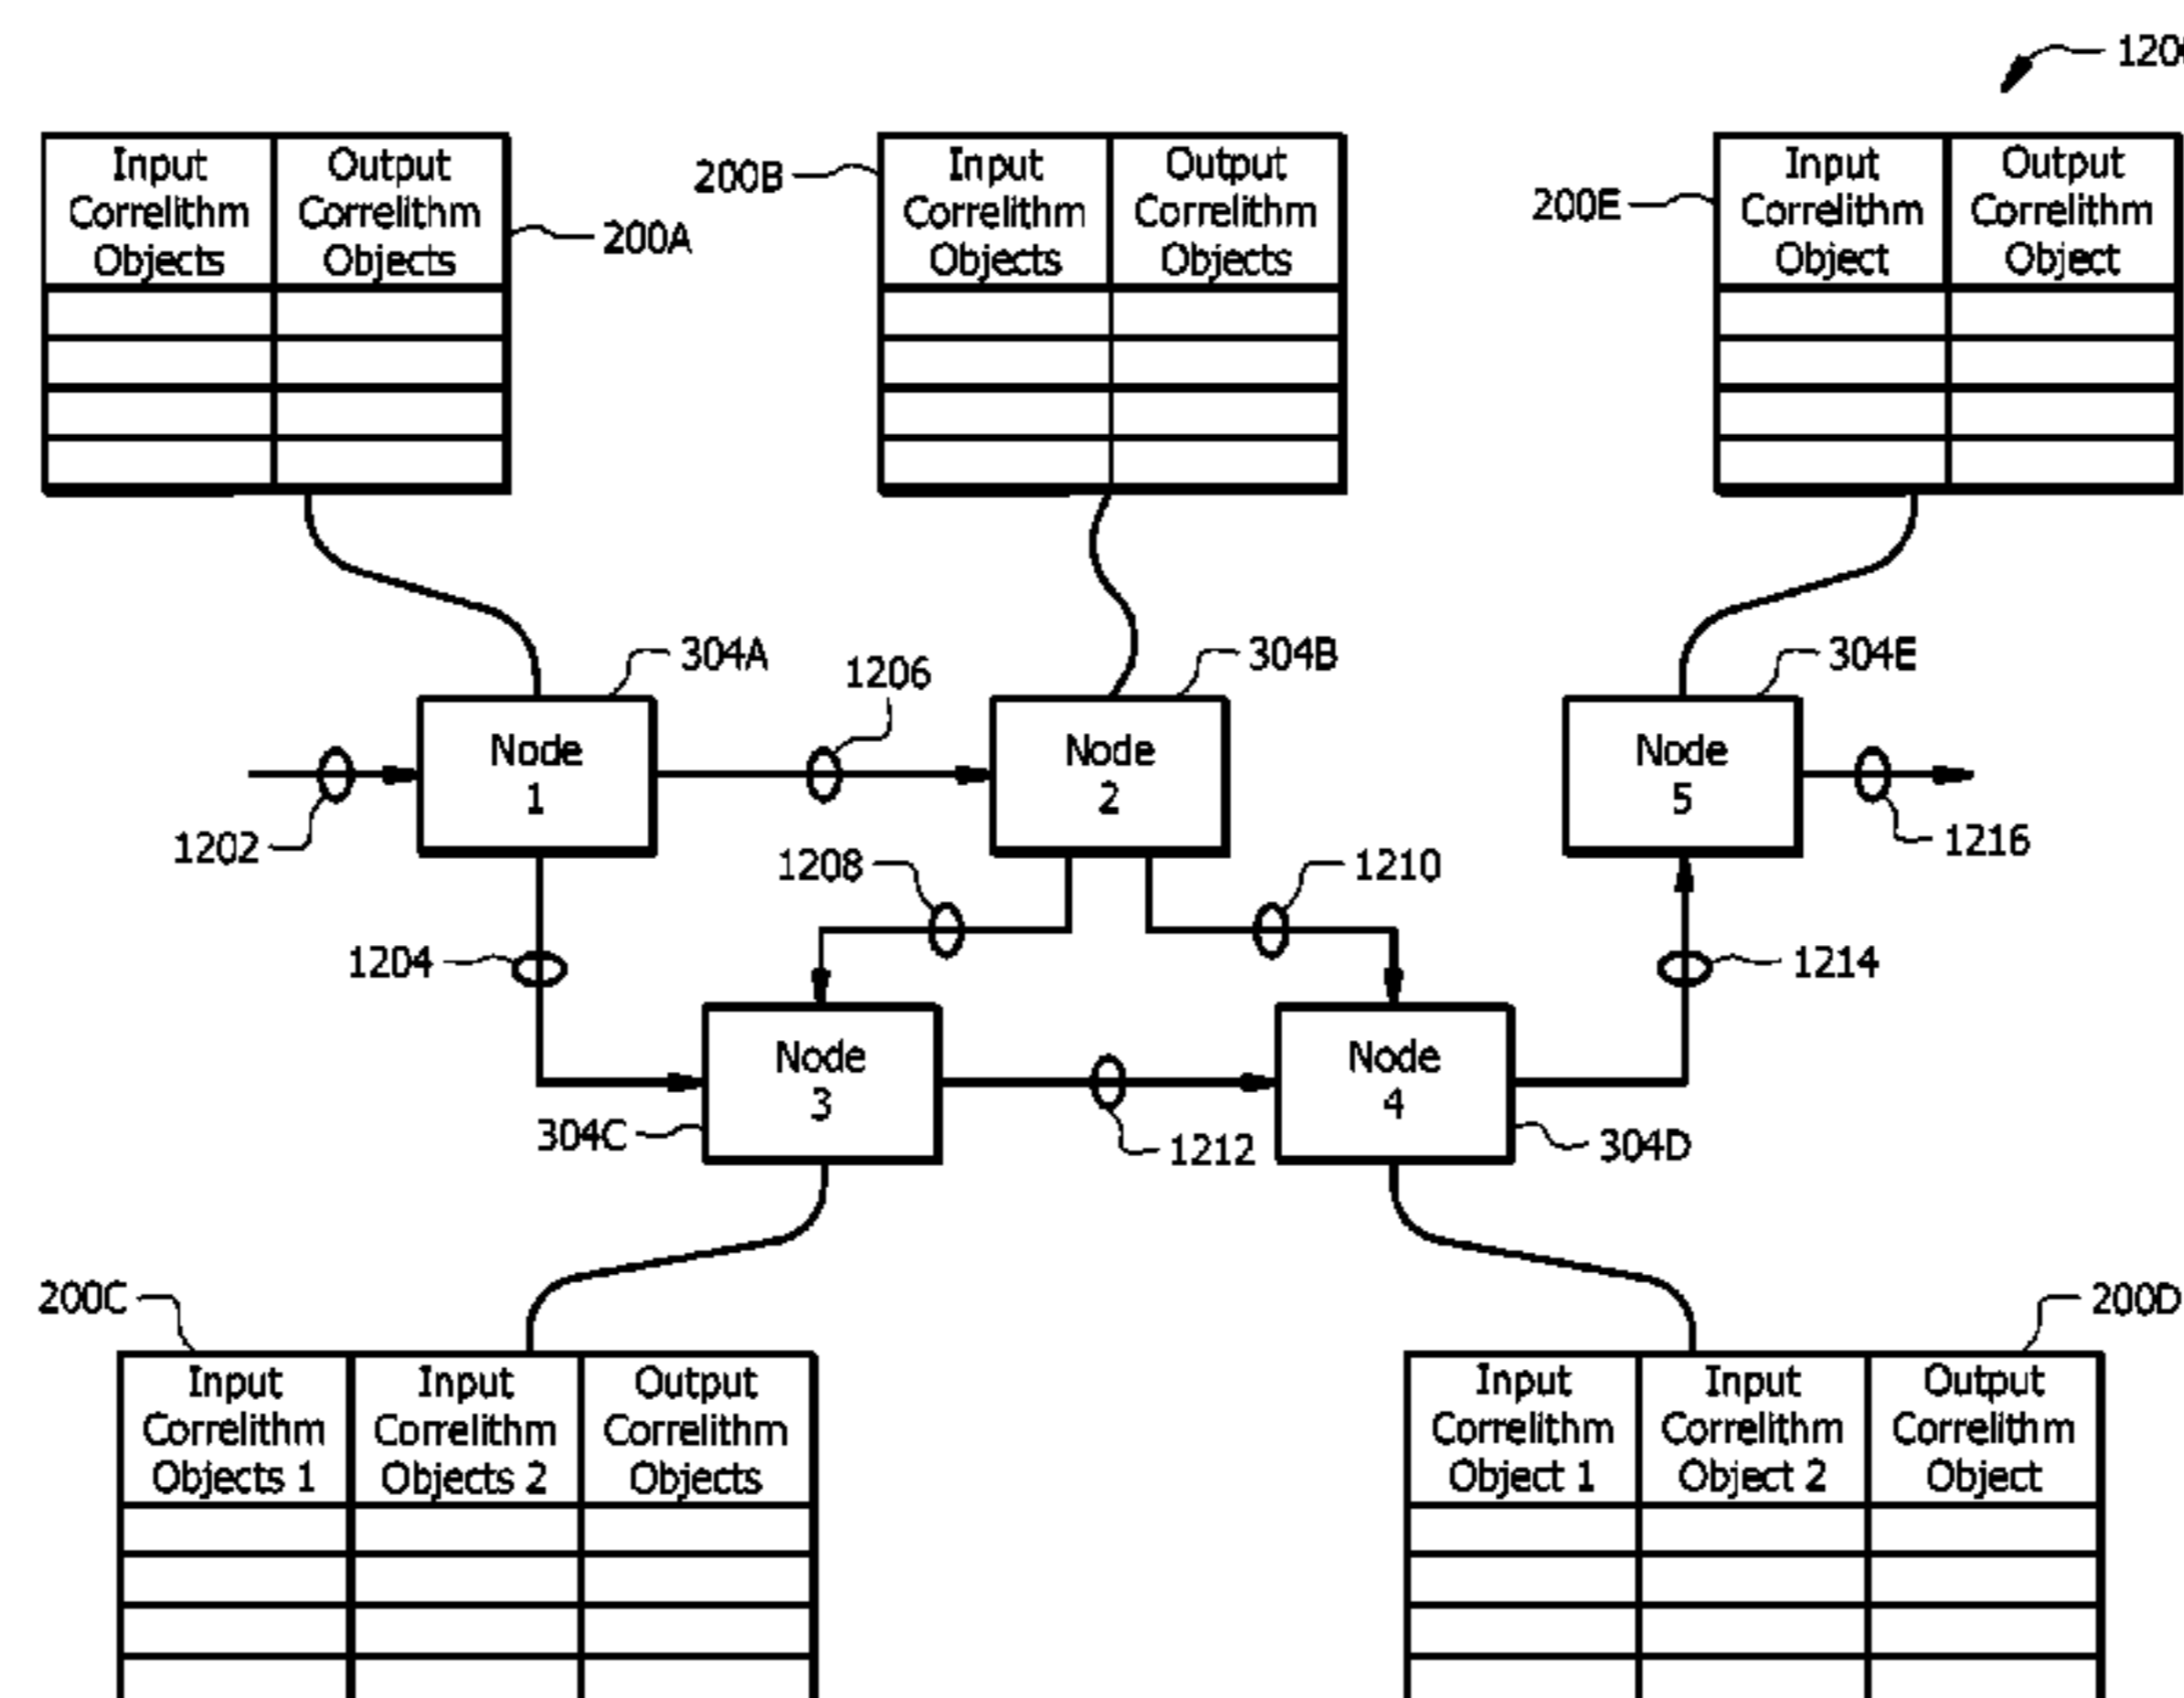 120
Input
Correlithm
Objects
Output
Correlithm
Objects
200A
200B
Input
Correlithm
Objects
Output
Correlithm
Objects
200E
Input
Correlithm
Object
Output
Correlithm
Object
304A
1206
304B
304E
Node
1
Node
2
Node
5
1202
1208
1210
1216
1204
1214
Node
3
Node
4
304C
1212
304D
200C
200D
Input
Correlithm
Objects 1
Input
Correlithm
Objects 2
Output
Correlithm
Objects
Input
Correlithm
Object 1
Input
Correlithm
Object 2
Output
Correlithm
Object